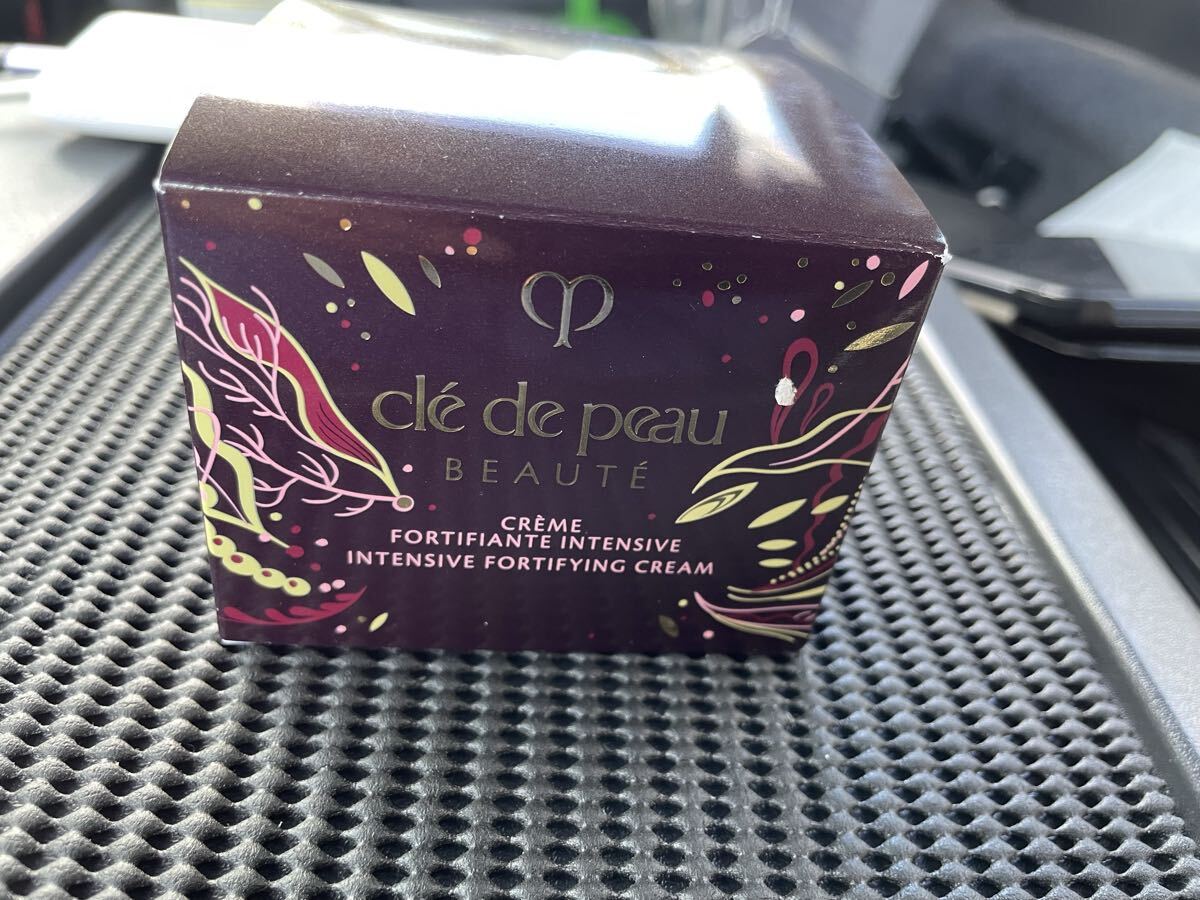 clé de peau
BEAUTÉ
CRÈME
FORTIFIANTE INTENSIVE
INTENSIVE FORTIFYING CREAM